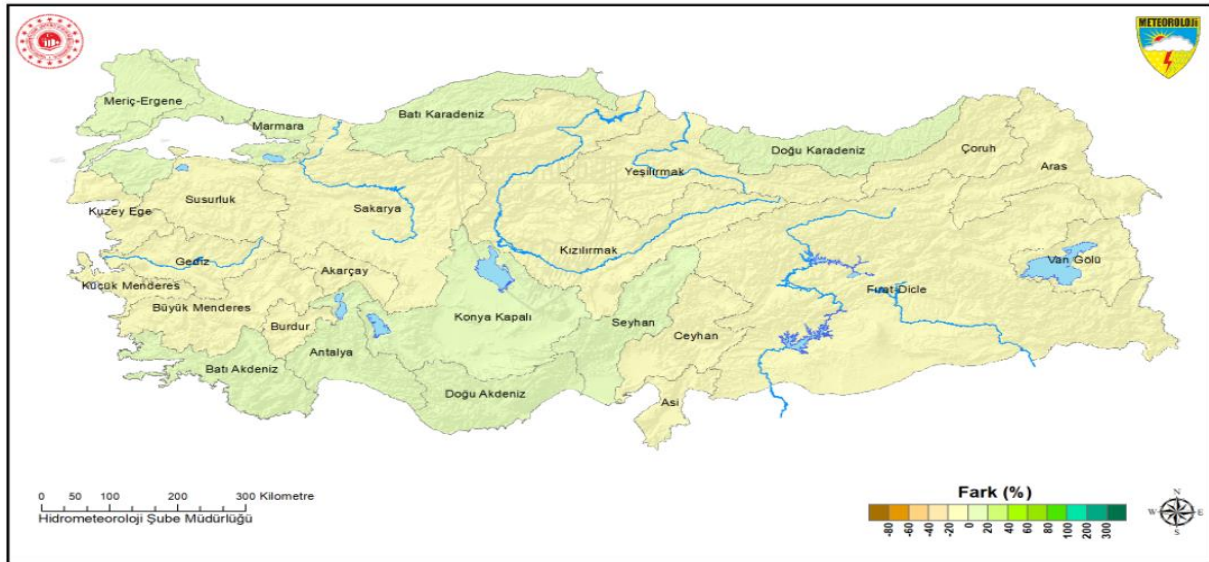 METEOROLOJİ
Meriç-Ergene
Marmara
Batı Karadeniz
Doğu Karadeniz
Çoruh
Aras
Yeşilırmak
Susurluk
Kuzey Ege
Sakarya
Kızılırmak
Gediz
Akarçay
Van Gölü
Küçük Menderes
Fırat-Dicle
Büyük Menderes
Burdur
Konya Kapalı
Seyhan
Ceyhan
Antalya
Batı Akdeniz
Doğu Akdeniz
Asi
0 50 100 200 300 Kilometre
Hidrometeoroloji Şube Müdürlüğü
Fark (%)
-80 -60 -40 -20 0 20 40 60 80 100 200 300
N
W E
S